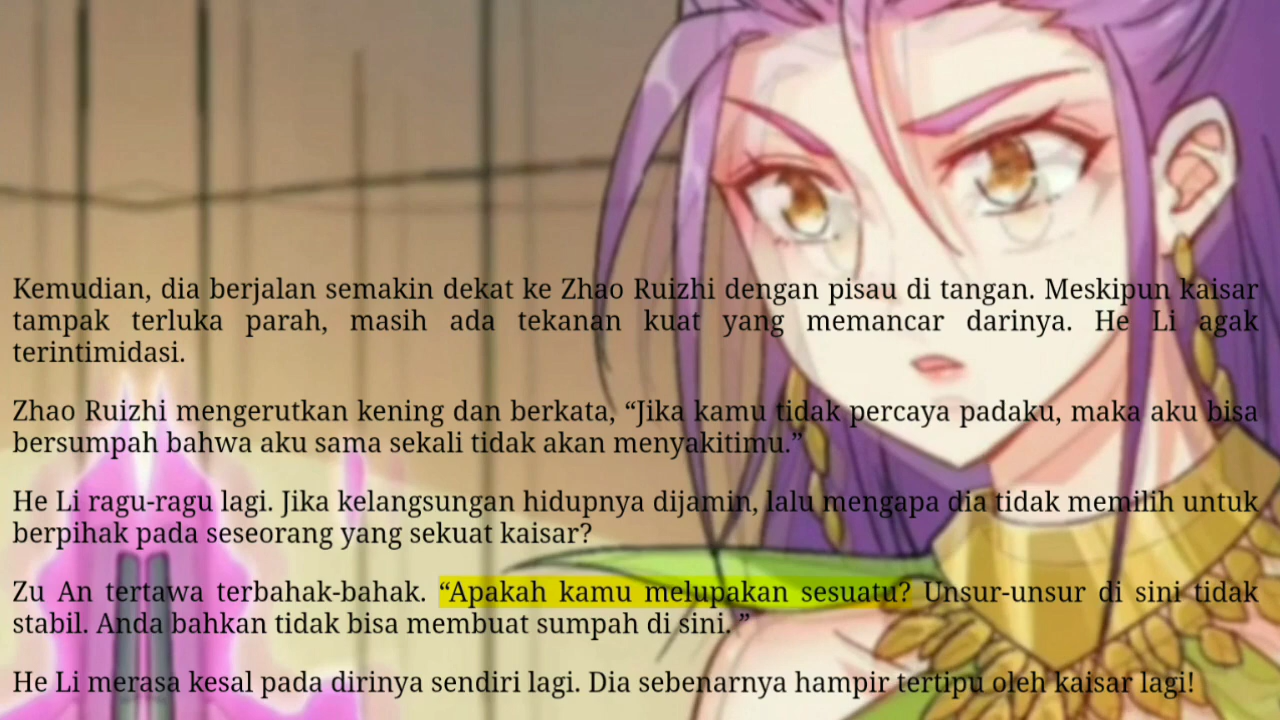 Kemudian, dia berjalan semakin dekat ke Zhao Ruizhi dengan pisau di tangan. Meskipun kaisar
tampak terluka parah, masih ada tekanan kuat yang memancar darinya. He Li agak
terintimidasi.
Zhao Ruizhi mengerutkan kening dan berkata, “Jika kamu tidak percaya padaku, maka aku bisa
bersumpah bahwa aku sama sekali tidak akan menyakitimu.”
He Li ragu-ragu lagi. Jika kelangsungan hidupnya dijamin, lalu mengapa dia tidak memilih untuk
berpihak pada seseorang yang sekuat kaisar?
Zu An tertawa terbahak-bahak. “Apakah kamu melupakan sesuatu? Unsur-unsur di sini tidak
stabil. Anda bahkan tidak bisa membuat sumpah di sini. ”
He Li merasa kesal pada dirinya sendiri lagi. Dia sebenarnya hampir tertipu oleh kaisar lagi!